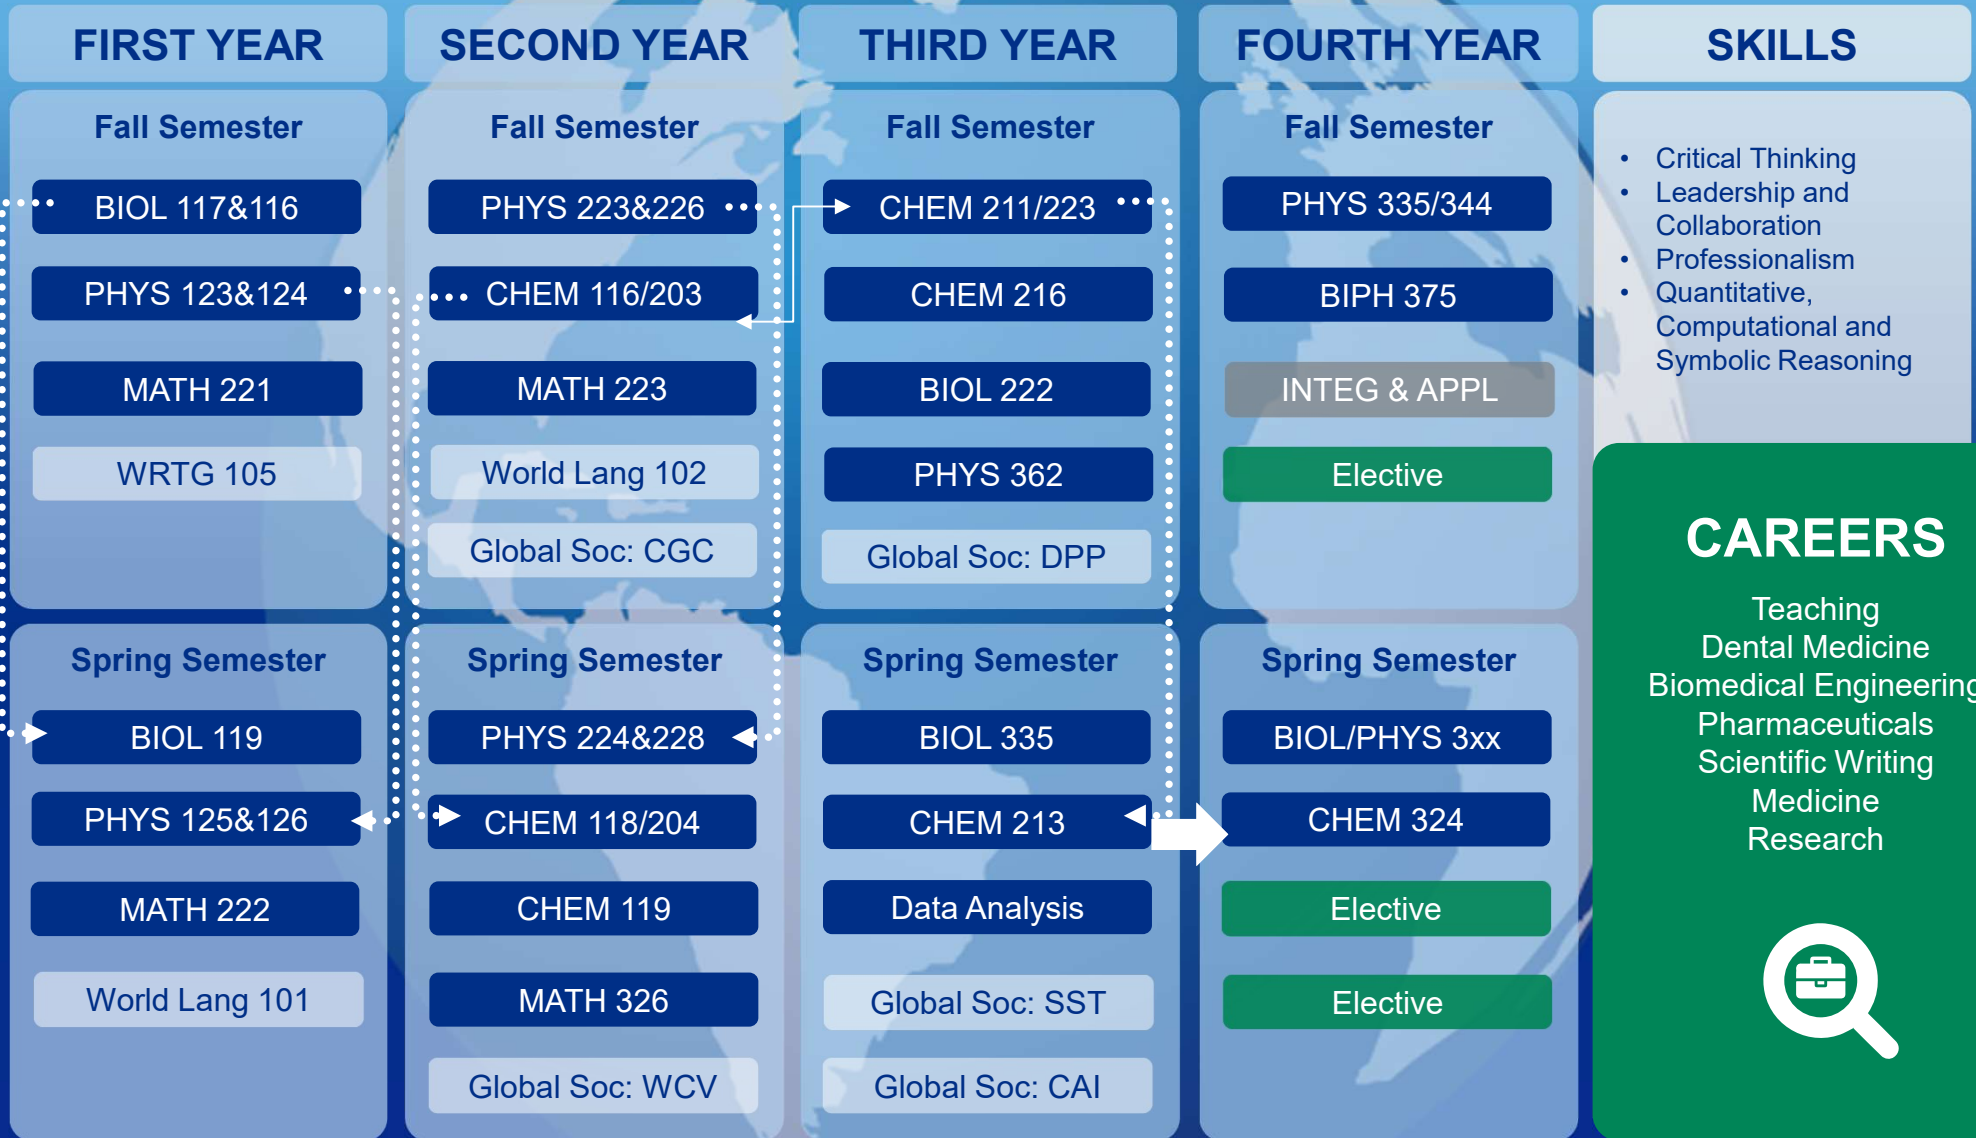 FIRST YEAR
Fall Semester
BIOL 117&116
PHYS 123&124
MATH 221
WRTG 105
Spring Semester
BIOL 119
PHYS 125&126
MATH 222
World Lang 101
SECOND YEAR
Fall Semester
PHYS 223&226
CHEM 116/203
MATH 223
World Lang 102
Global Soc: CGC
Spring Semester
PHYS 224&228
CHEM 118/204
CHEM 119
MATH 326
Global Soc: WCV
THIRD YEAR
Fall Semester
CHEM 211/223
CHEM 216
BIOL 222
PHYS 362
Global Soc: DPP
Spring Semester
BIOL 335
CHEM 213
Data Analysis
Global Soc: SST
Global Soc: CAI
FOURTH YEAR
Fall Semester
PHYS 335/344
BIPH 375
INTEG & APPL
Elective
Spring Semester
BIOL/PHYS 3xx
CHEM 324
Elective
Elective
SKILLS
• Critical Thinking
• Leadership and
Collaboration
• Professionalism
• Quantitative,
Computational and
Symbolic Reasoning
CAREERS
Teaching
Dental Medicine
Biomedical Engineering
Pharmaceuticals
Scientific Writing
Medicine
Research